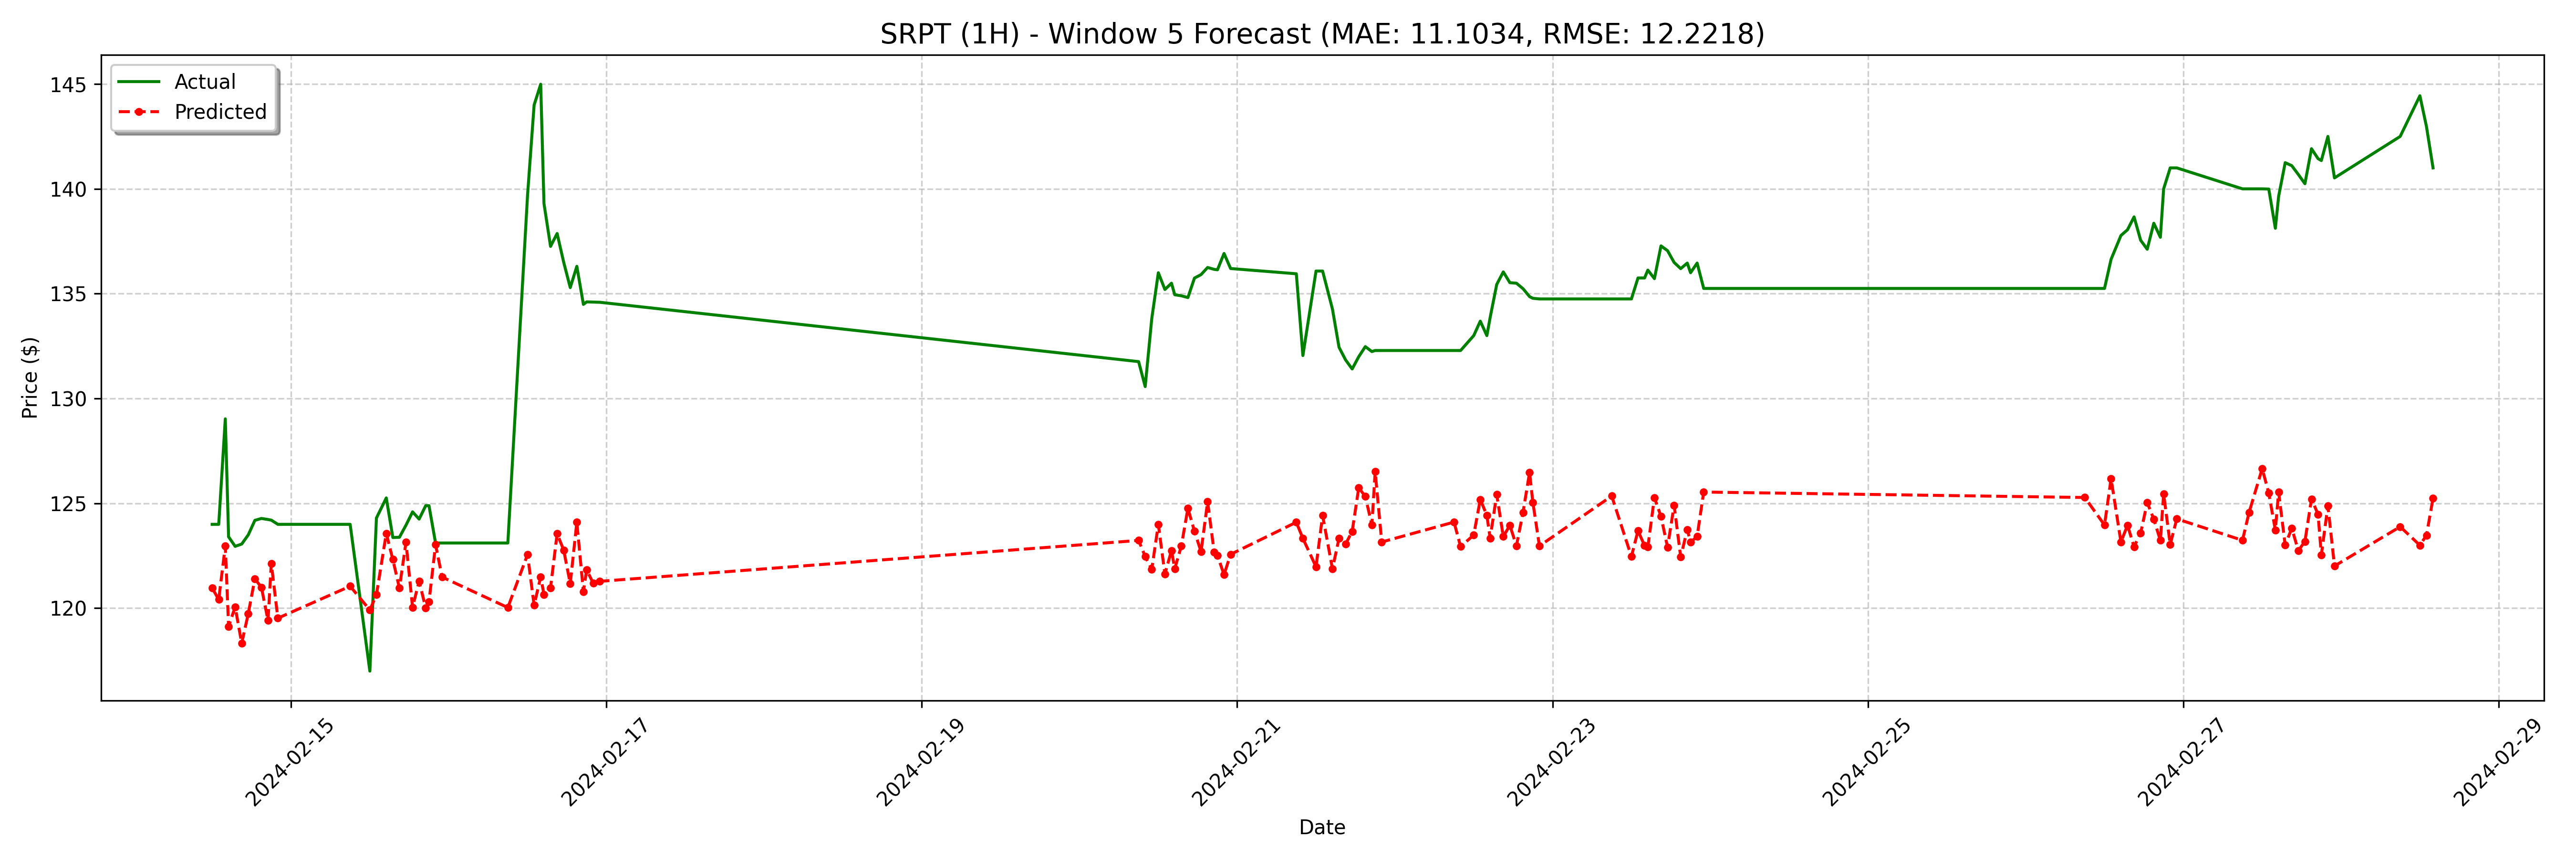 SRPT (1H) - Window 5 Forecast (MAE: 11.1034, RMSE: 12.2218)
Actual
Predicted
Price ($)
145
140
135
130
125
120
2024-02-15
2024-02-17
2024-02-19
2024-02-21
2024-02-23
2024-02-25
2024-02-27
2024-02-29
Date